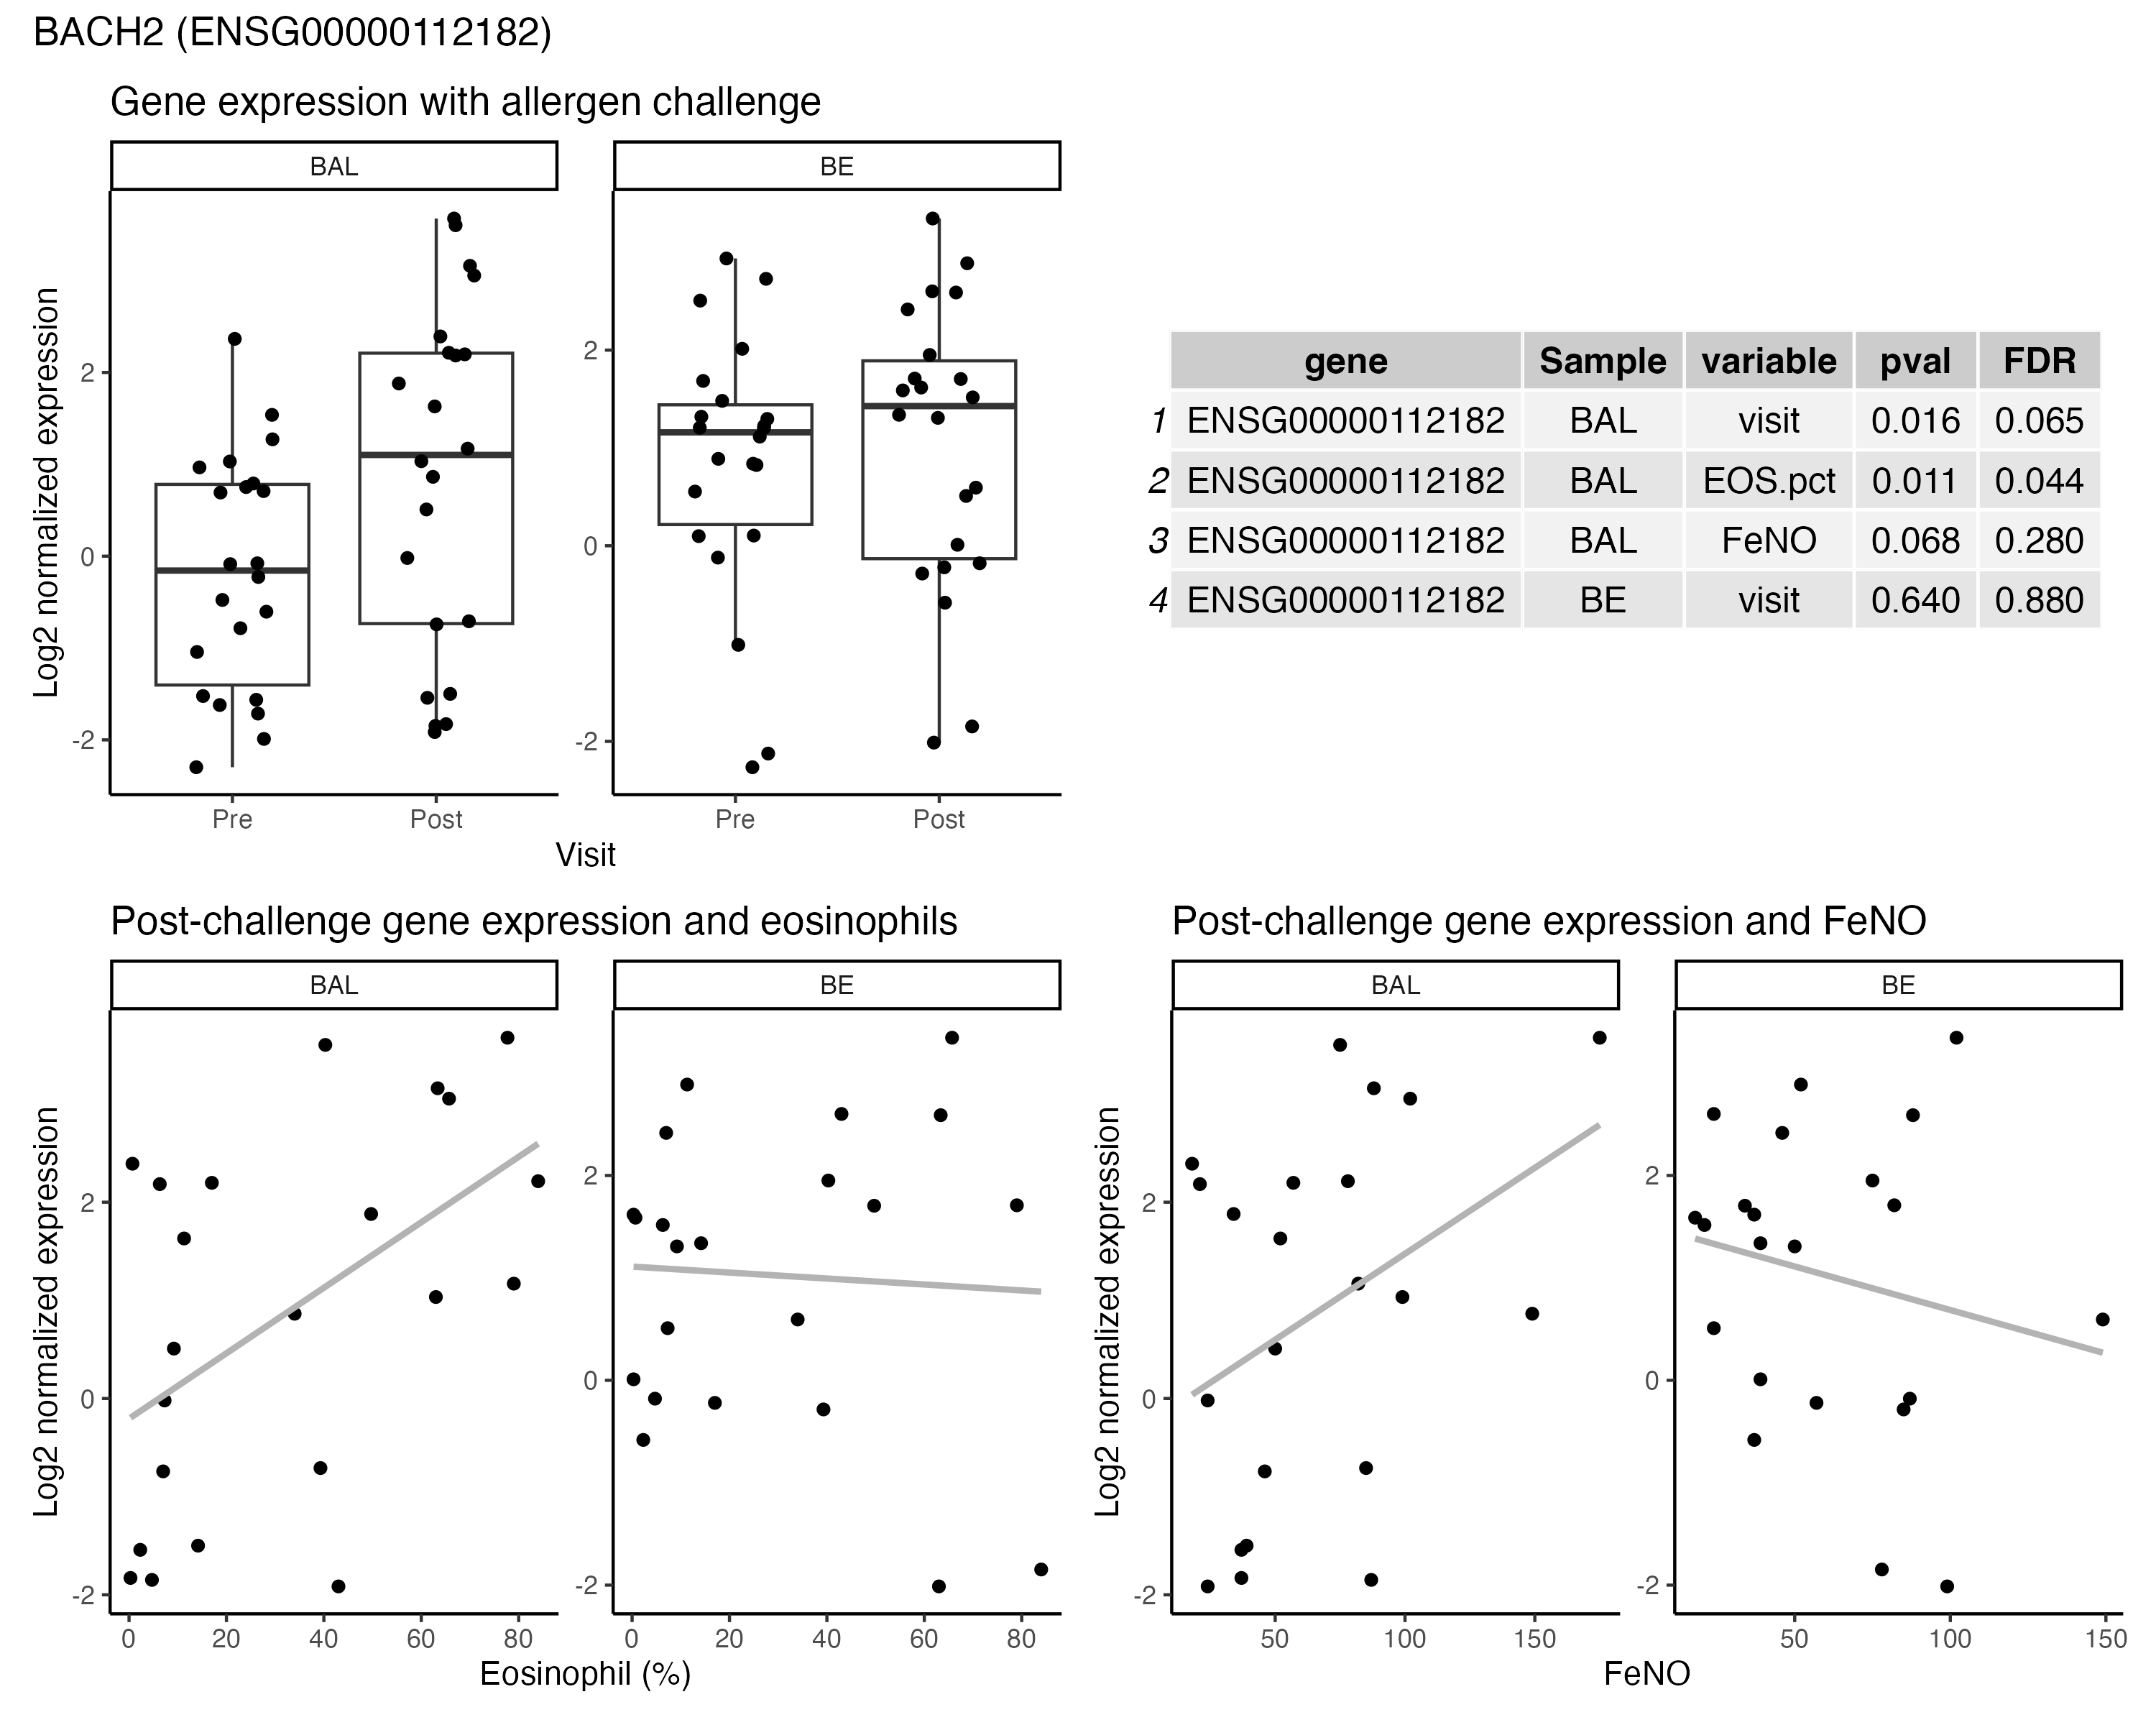 BACH2 (ENSG00000112182)
Gene expression with allergen challenge
BAL
BE
Log2 normalized expression
2
0
-2
2
0
-2
Pre
Post
Pre
Post
Visit
gene Sample variable pval FDR
1 ENSG00000112182 BAL visit 0.016 0.065
2 ENSG00000112182 BAL EOS.pct 0.011 0.044
3 ENSG00000112182 BAL FeNO 0.068 0.280
4 ENSG00000112182 BE visit 0.640 0.880
Post-challenge gene expression and eosinophils
BAL
BE
Log2 normalized expression
2
0
-2
2
0
-2
0 20 40 60 80
0 20 40 60 80
Eosinophil (%)
Post-challenge gene expression and FeNO
BAL
BE
Log2 normalized expression
2
0
-2
2
0
-2
50 100 150
50 100 150
FeNO